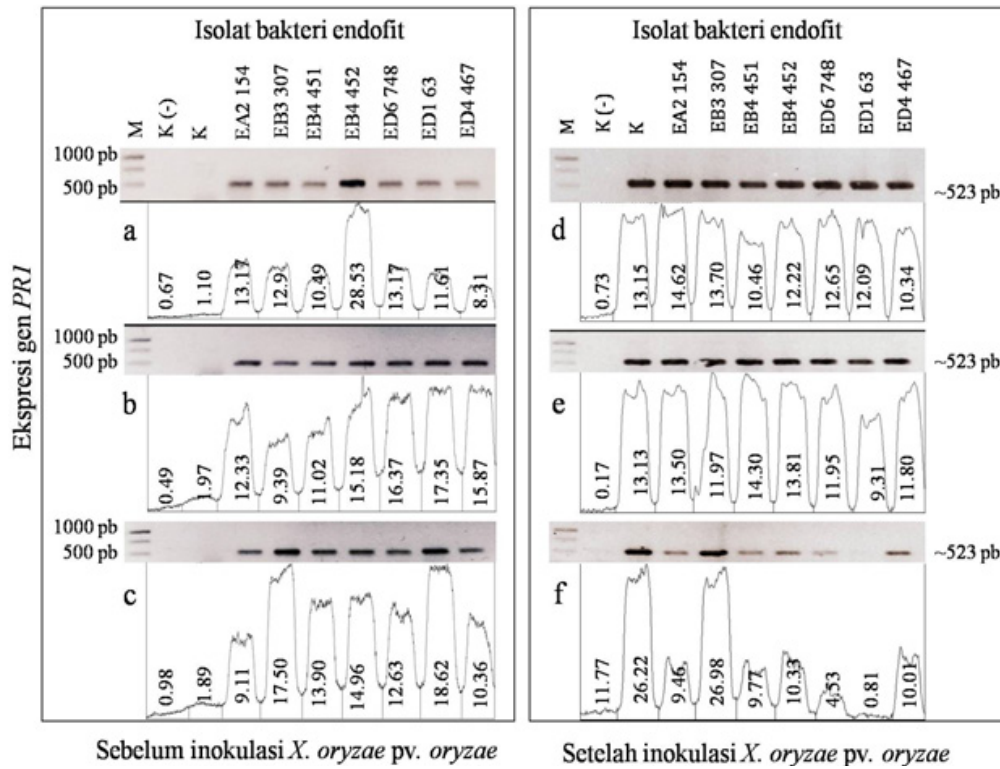 Isolat bakteri endofit
M K (-) K EA2 154 EB3 307 EB4 451 EB4 452 ED6 748 ED1 63 ED4 467
1000 pb
500 pb
a
0.67 1.10 13.17 12.9 10.49 28.53 13.17 11.61 8.31
1000 pb
500 pb
b
0.49 1.97 12.33 9.39 11.02 15.18 16.37 17.35 15.87
1000 pb
500 pb
c
0.98 1.89 9.11 17.50 13.90 14.96 12.63 18.62 10.36
Ekspresi gen PR1
Sebelum inokulasi X. oryzae pv. oryzae
Isolat bakteri endofit
M K (-) K EA2 154 EB3 307 EB4 451 EB4 452 ED6 748 ED1 63 ED4 467
~523 pb
d
0.73 13.15 14.62 13.70 10.46 12.22 12.65 12.09 10.34
~523 pb
e
0.17 13.13 13.50 11.97 14.30 13.81 11.95 9.31 11.80
~523 pb
f
11.77 26.22 9.46 26.98 9.77 10.33 4.53 0.81 10.01
Setelah inokulasi X. oryzae pv. oryzae